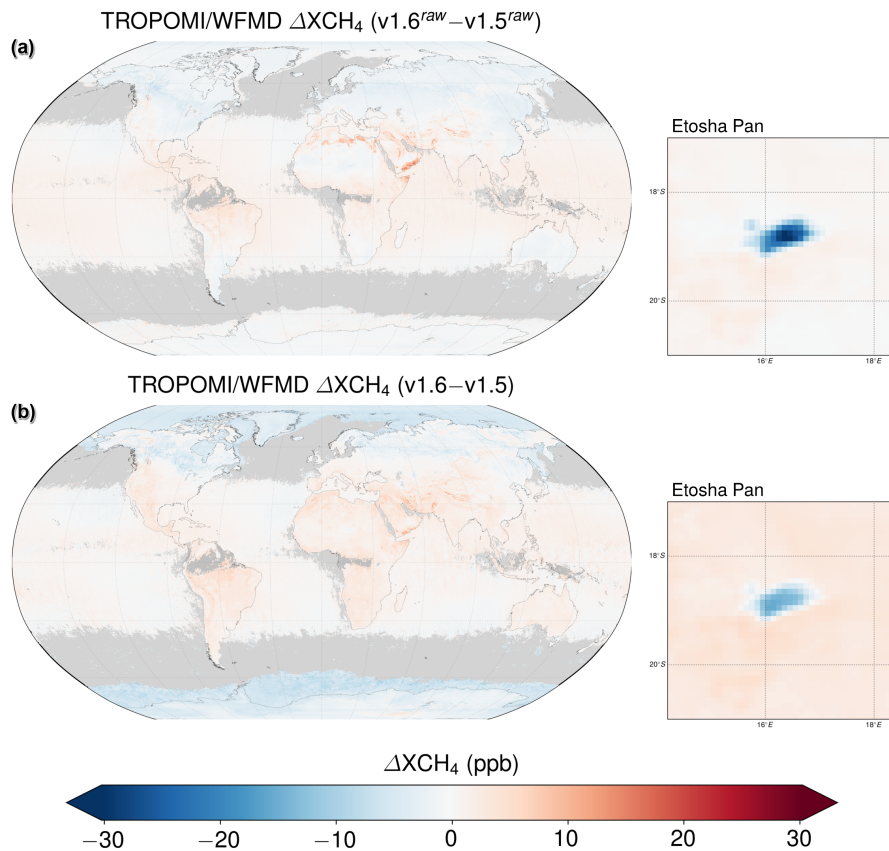 TROPOMI/WFMD ΔXCH₄ (v1.6ʳᵃʷ−v1.5ʳᵃʷ)
(a)
Etosha Pan
18°S
20°S
16°E 18°E
TROPOMI/WFMD ΔXCH₄ (v1.6−v1.5)
(b)
Etosha Pan
18°S
20°S
16°E 18°E
ΔXCH₄ (ppb)
−30 −20 −10 0 10 20 30